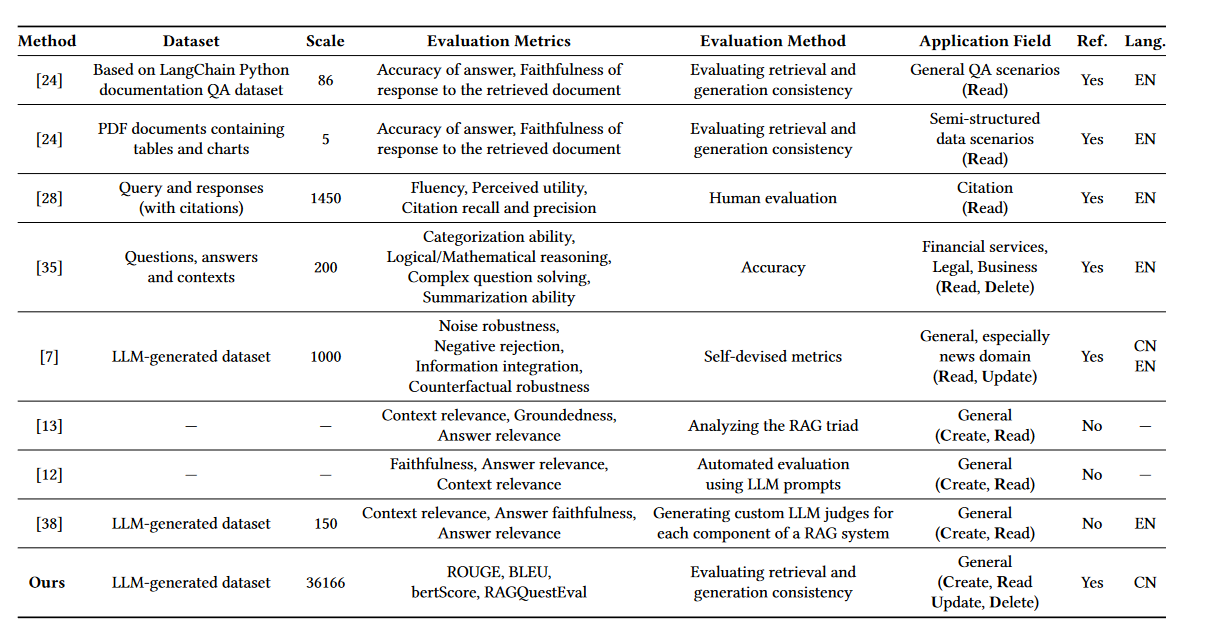 Method Dataset Scale Evaluation Metrics Evaluation Method Application Field Ref. Lang.
[24]
Based on LangChain Python
documentation QA dataset
86
Accuracy of answer, Faithfulness of
response to the retrieved document
Evaluating retrieval and
generation consistency
General QA scenarios
(Read)
Yes
EN
[24]
PDF documents containing
tables and charts
5
Accuracy of answer, Faithfulness of
response to the retrieved document
Evaluating retrieval and
generation consistency
Semi-structured
data scenarios
(Read)
Yes
EN
[28]
Query and responses
(with citations)
1450
Fluency, Perceived utility,
Citation recall and precision
Human evaluation
Citation
(Read)
Yes
EN
[35]
Questions, answers
and contexts
200
Categorization ability,
Logical/Mathematical reasoning,
Complex question solving,
Summarization ability
Accuracy
Financial services,
Legal, Business
(Read, Delete)
Yes
EN
[7]
LLM-generated dataset
1000
Noise robustness,
Negative rejection,
Information integration,
Counterfactual robustness
Self-devised metrics
General, especially
news domain
(Read, Update)
Yes
CN
EN
[13]
—
—
Context relevance, Groundedness,
Answer relevance
Analyzing the RAG triad
General
(Create, Read)
No
—
[12]
—
—
Faithfulness, Answer relevance,
Context relevance
Automated evaluation
using LLM prompts
General
(Create, Read)
No
—
[38]
LLM-generated dataset
150
Context relevance, Answer faithfulness,
Answer relevance
Generating custom LLM judges for
each component of a RAG system
General
(Create, Read)
No
EN
Ours
LLM-generated dataset
36166
ROUGE, BLEU,
bertScore, RAGQuestEval
Evaluating retrieval and
generation consistency
General
(Create, Read
Update, Delete)
Yes
CN